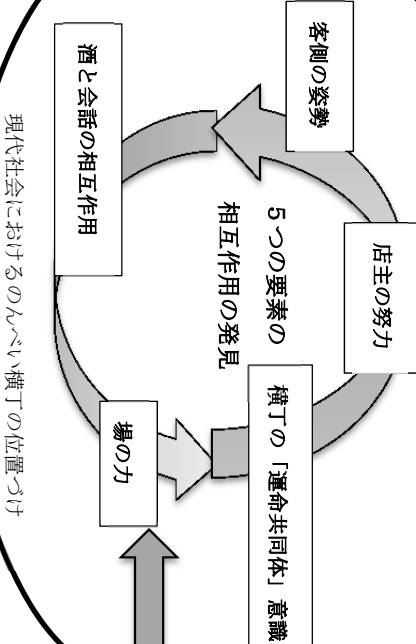 店主の努力
客側の姿勢
5つの要素の
相互作用の発見
横丁の「運命共同体」意識
場の力
酒と会話の相互作用
現代社会におけるのんべい横丁の位置づけ